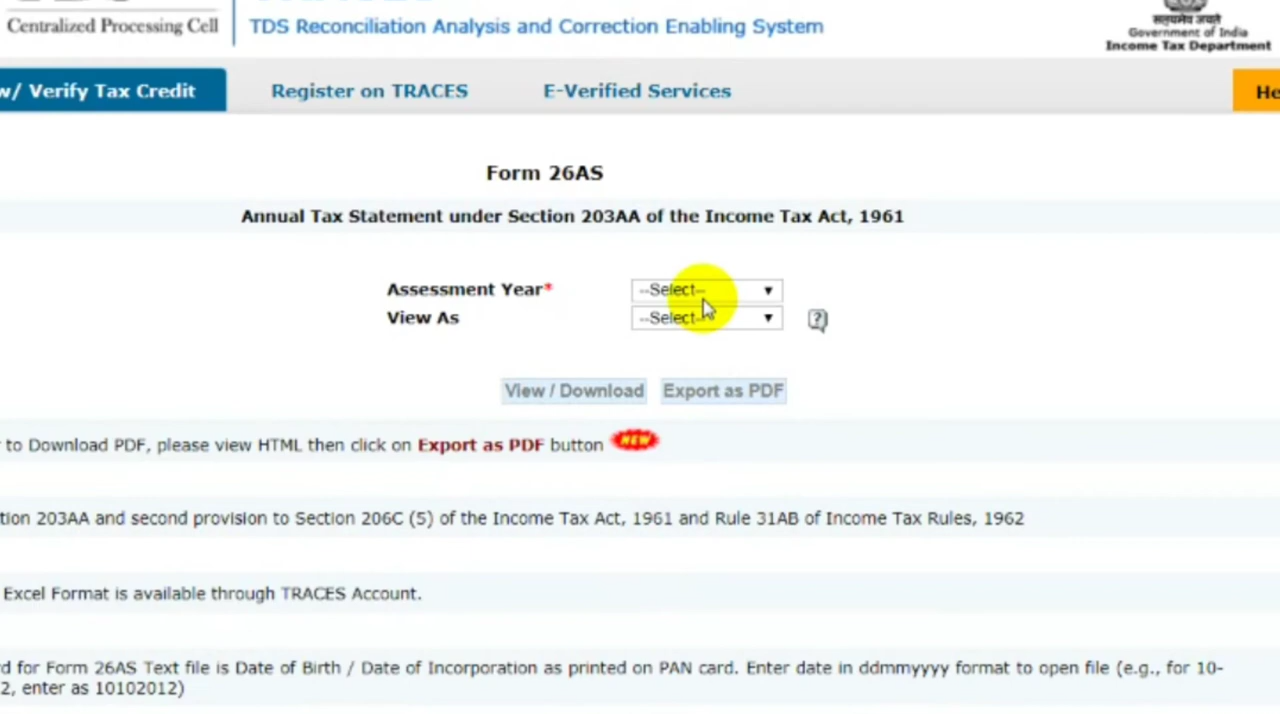 Centralized Processing Cell
TDS Reconciliation Analysis and Correction Enabling System
सत्यमेव जयते
Government of India
Income Tax Department
w/ Verify Tax Credit
Register on TRACES
E-Verified Services
He
Form 26AS
Annual Tax Statement under Section 203AA of the Income Tax Act, 1961
Assessment Year* --Select--
View As --Select--
View / Download Export as PDF
to Download PDF, please view HTML then click on Export as PDF button NEW
tion 203AA and second provision to Section 206C (5) of the Income Tax Act, 1961 and Rule 31AB of Income Tax Rules, 1962
Excel Format is available through TRACES Account.
d for Form 26AS Text file is Date of Birth / Date of Incorporation as printed on PAN card. Enter date in ddmmyyyy format to open file (e.g., for 10-
2, enter as 10102012)